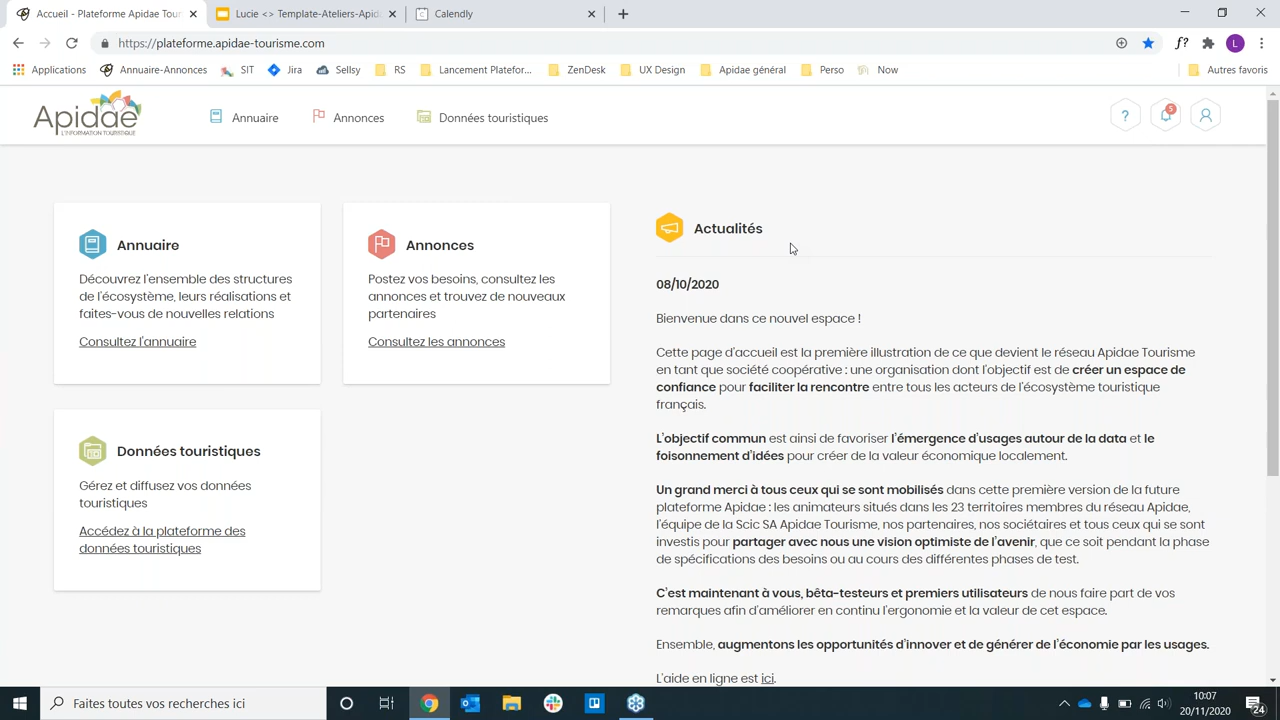 Accueil - Plateforme Apidae Tour
Lucie <> Template-Ateliers-Apid
Calendly
https://plateforme.apidae-tourisme.com
f?
L
Applications
Annuaire-Annonces
SIT
Jira
Sellsy
RS
Lancement Platefor...
ZenDesk
UX Design
Apidae général
Perso
Now
Autres favoris
Apidae
L'INFORMATION TOURISTIQUE
Annuaire
Annonces
Données touristiques
?
5
Annuaire
Découvrez l'ensemble des structures
de l'écosystème, leurs réalisations et
faites-vous de nouvelles relations
Consultez l'annuaire
Annonces
Postez vos besoins, consultez les
annonces et trouvez de nouveaux
partenaires
Consultez les annonces
Données touristiques
Gérez et diffusez vos données
touristiques
Accédez à la plateforme des
données touristiques
Actualités
08/10/2020
Bienvenue dans ce nouvel espace !
Cette page d'accueil est la première illustration de ce que devient le réseau Apidae Tourisme
en tant que société coopérative : une organisation dont l'objectif est de créer un espace de
confiance pour faciliter la rencontre entre tous les acteurs de l'écosystème touristique
français.
L'objectif commun est ainsi de favoriser l'émergence d'usages autour de la data et le
foisonnement d'idées pour créer de la valeur économique localement.
Un grand merci à tous ceux qui se sont mobilisés dans cette première version de la future
plateforme Apidae : les animateurs situés dans les 23 territoires membres du réseau Apidae,
l'équipe de la Scic SA Apidae Tourisme, nos partenaires, nos sociétaires et tous ceux qui se sont
investis pour partager avec nous une vision optimiste de l'avenir, que ce soit pendant la phase
de spécifications des besoins ou au cours des différentes phases de test.
C'est maintenant à vous, bêta-testeurs et premiers utilisateurs de nous faire part de vos
remarques afin d'améliorer en continu l'ergonomie et la valeur de cet espace.
Ensemble, augmentons les opportunités d'innover et de générer de l'économie par les usages.
L'aide en ligne est ici.
Faites toutes vos recherches ici
10:07
20/11/2020
24